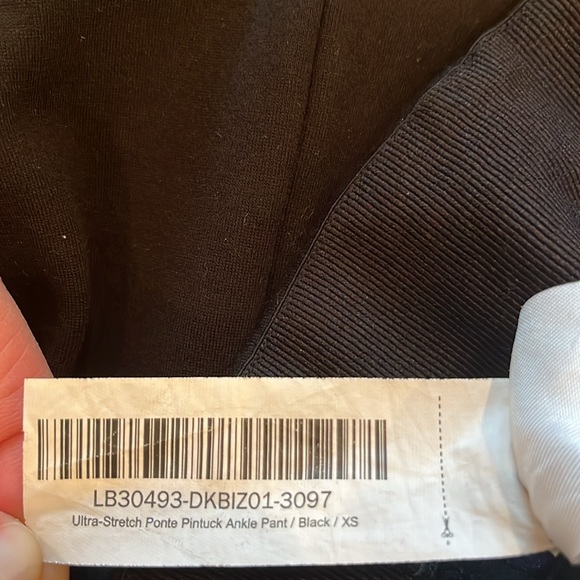 LB30493-DKBIZ01-3097
Ultra-Stretch Ponte Pintuck Ankle Pant / Black / XS